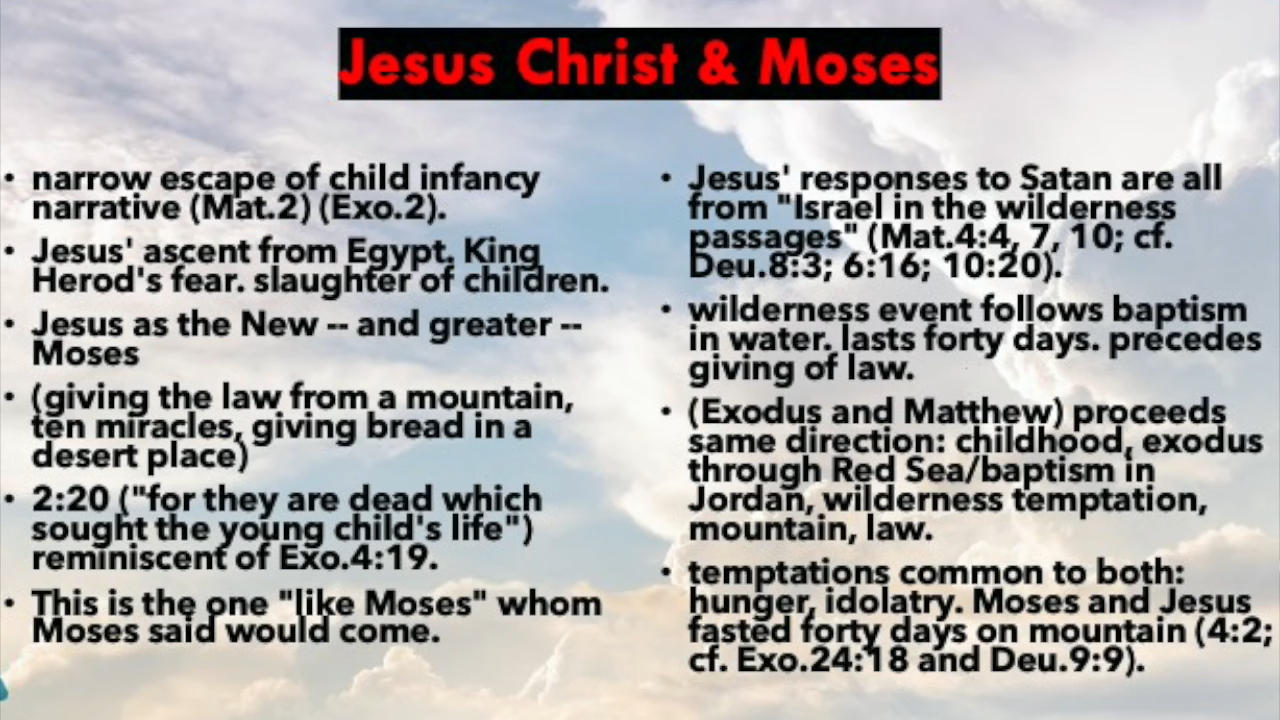 Jesus Christ & Moses
• narrow escape of child infancy
narrative (Mat.2) (Exo.2).
• Jesus' ascent from Egypt. King
Herod's fear. slaughter of children.
• Jesus as the New -- and greater --
Moses
• (giving the law from a mountain,
ten miracles, giving bread in a
desert place)
• 2:20 ("for they are dead which
sought the young child's life")
reminiscent of Exo.4:19.
• This is the one "like Moses" whom
Moses said would come.
• Jesus' responses to Satan are all
from "Israel in the wilderness
passages" (Mat.4:4, 7, 10; cf.
Deu.8:3; 6:16; 10:20).
• wilderness event follows baptism
in water. lasts forty days. precedes
giving of law.
• (Exodus and Matthew) proceeds
same direction: childhood, exodus
through Red Sea/baptism in
Jordan, wilderness temptation,
mountain, law.
• temptations common to both:
hunger, idolatry. Moses and Jesus
fasted forty days on mountain (4:2;
cf. Exo.24:18 and Deu.9:9).